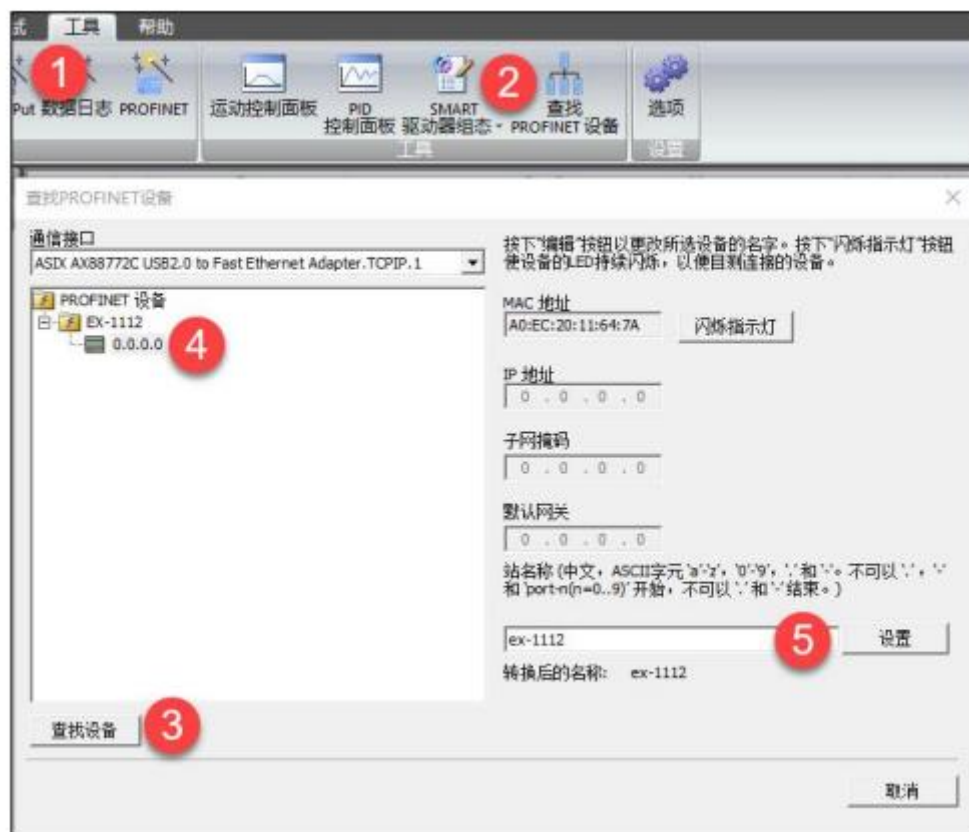 式 工具 帮助
1
2
Put 数据日志 PROFINET
运动控制面板 PID 控制面板 SMART 驱动器组态 查找 PROFINET 设备
选项
工具
设置
查找PROFINET设备
通信接口
ASIX AX88772C USB2.0 to Fast Ethernet Adapter.TCPIP.1
PROFINET 设备
EX-1112
0.0.0.0
4
查找设备
3
按下"编辑"按钮以更改所选设备的名字。按下"闪烁指示灯"按钮
使设备的LED持续闪烁，以便目测连接的设备。
MAC 地址
A0:EC:20:11:64:7A 闪烁指示灯
IP 地址
0 . 0 . 0 . 0
子网掩码
0 . 0 . 0 . 0
默认网关
0 . 0 . 0 . 0
站名称 (中文，ASCII字元 'a'-'z'，'0'-'9'，'.'和 '-'。不可以 '.'，'-'
和 'port-n(n=0..9)' 开始，不可以 '.' 和 '-' 结束。)
ex-1112 5 设置
转换后的名称: ex-1112
取消